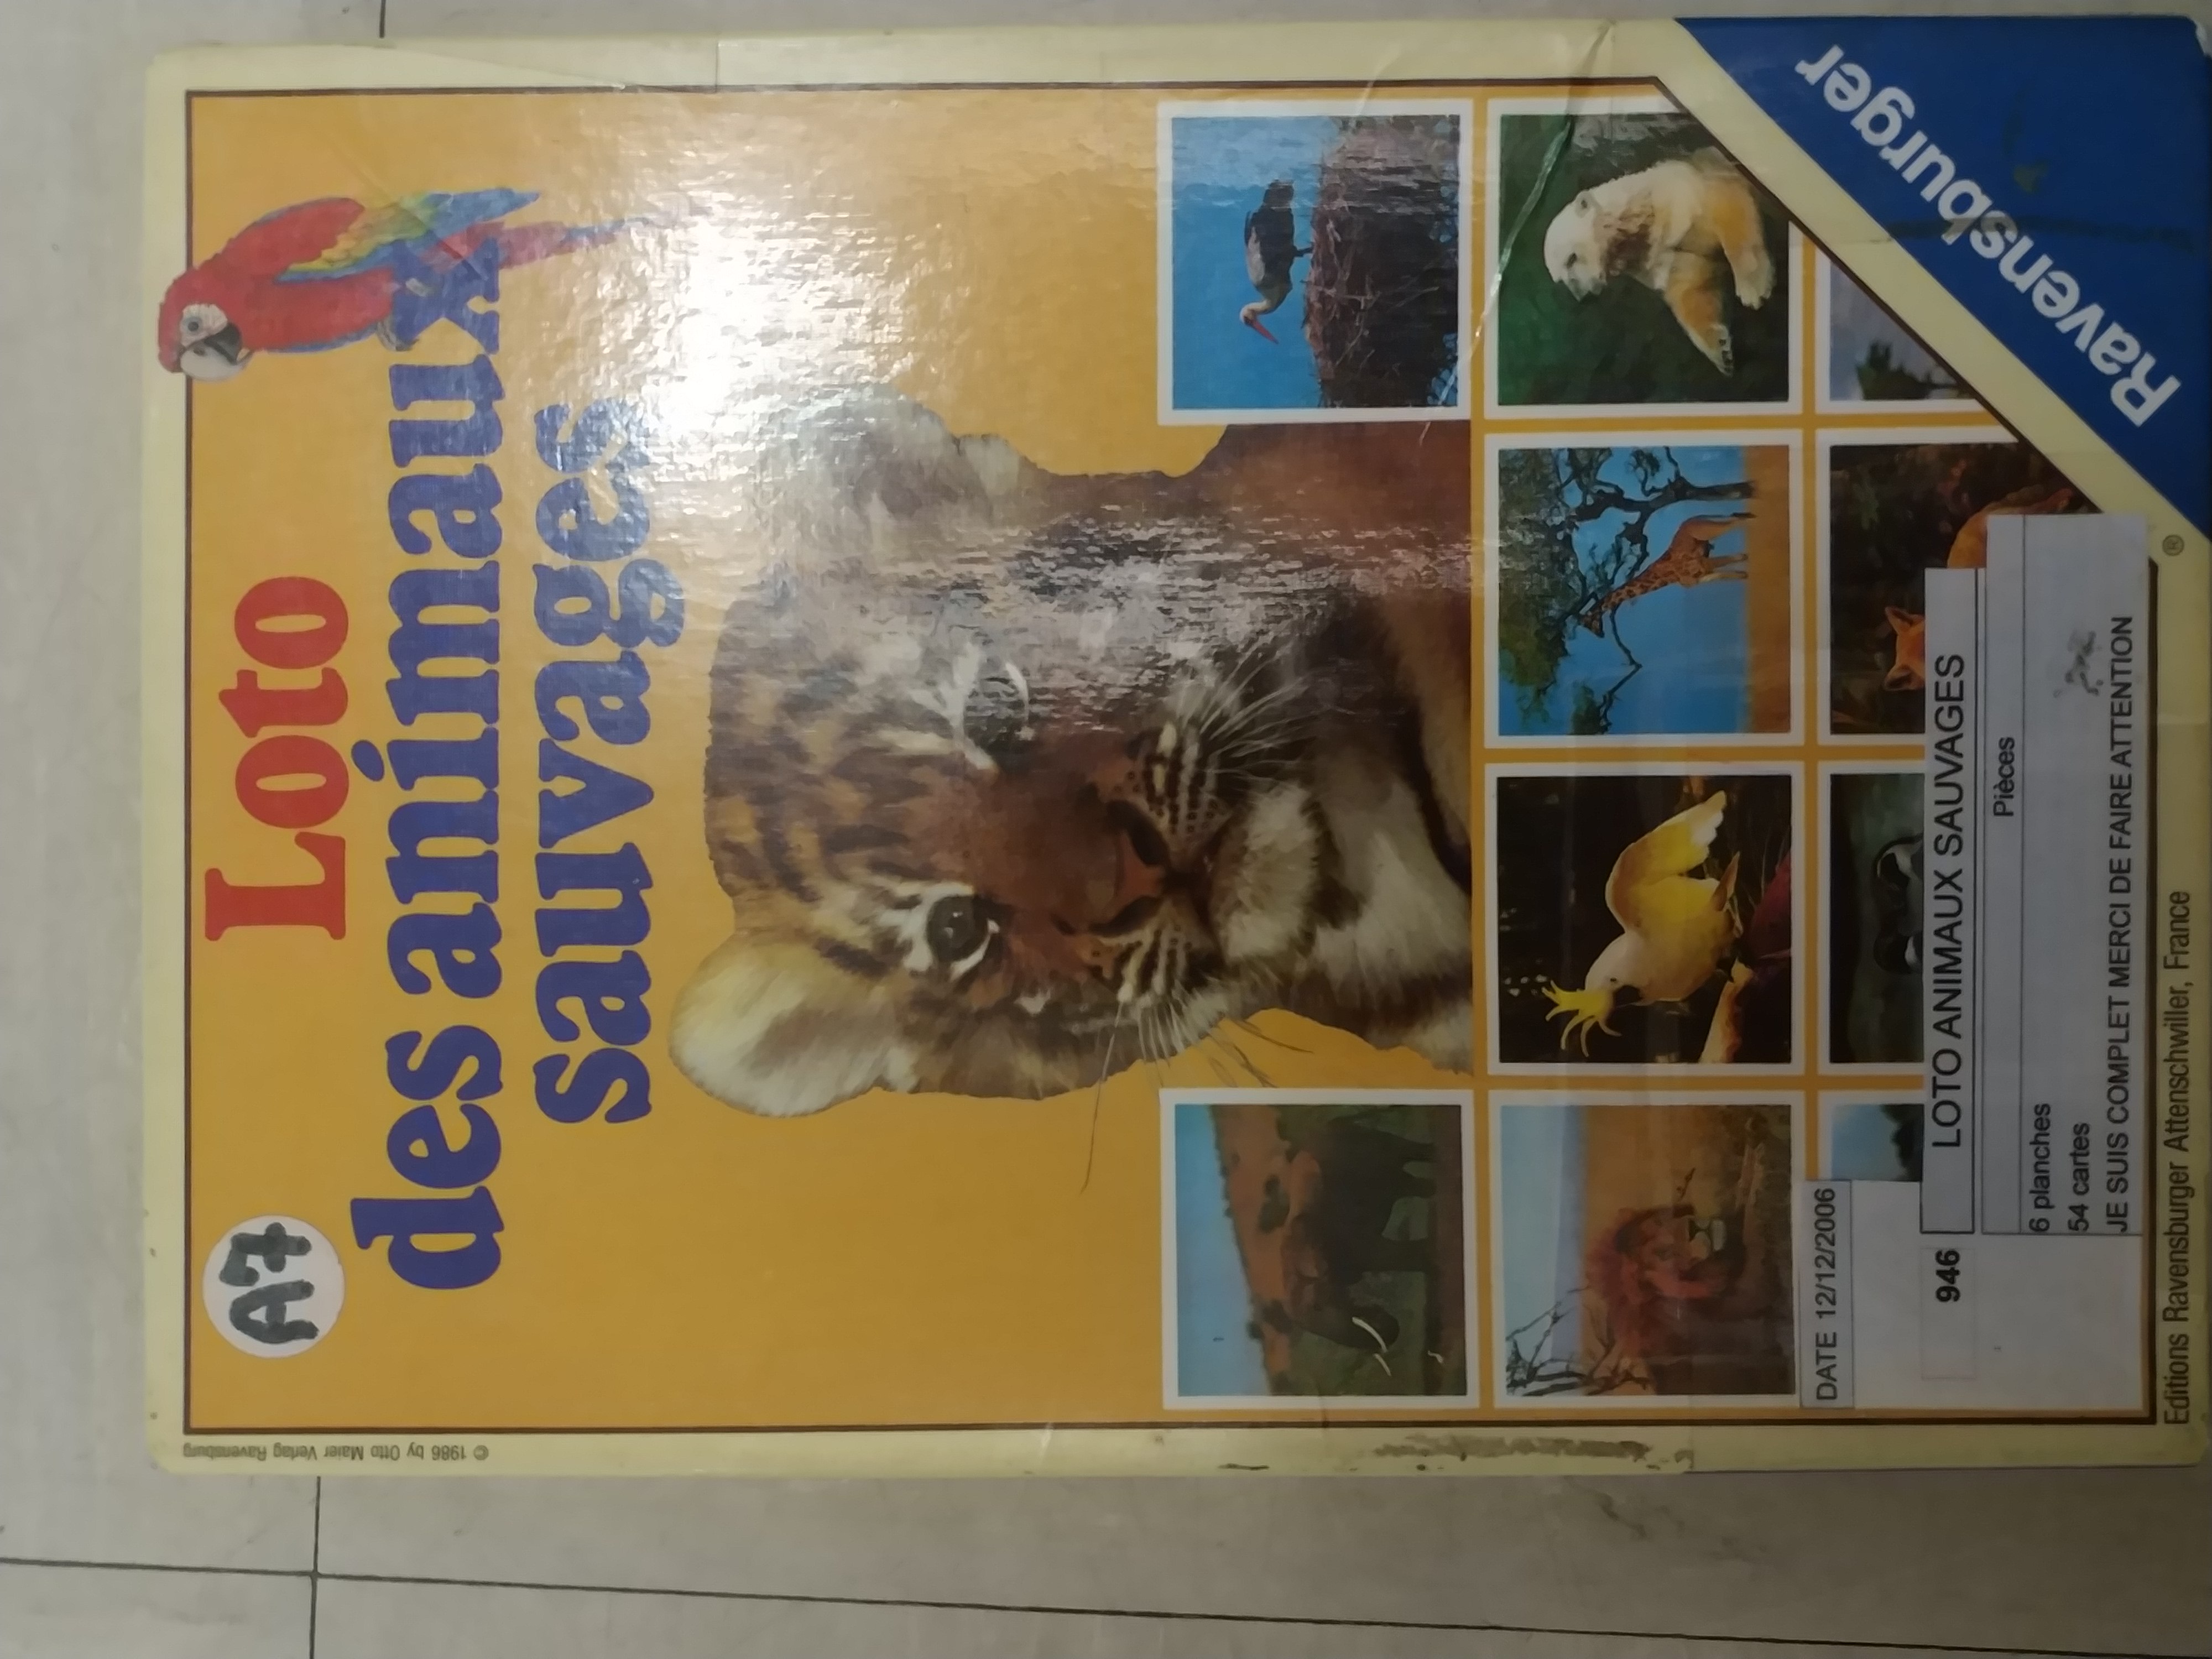 A7
Loto
des animaux
sauvages
© 1986 by Otto Maier Verlag Ravensburg
DATE 12/12/2006
946
LOTO ANIMAUX SAUVAGES
Pièces
6 planches
54 cartes
JE SUIS COMPLET MERCI DE FAIRE ATTENTION
Ravensburger
®
Editions Ravensburger Attenschwiller, France